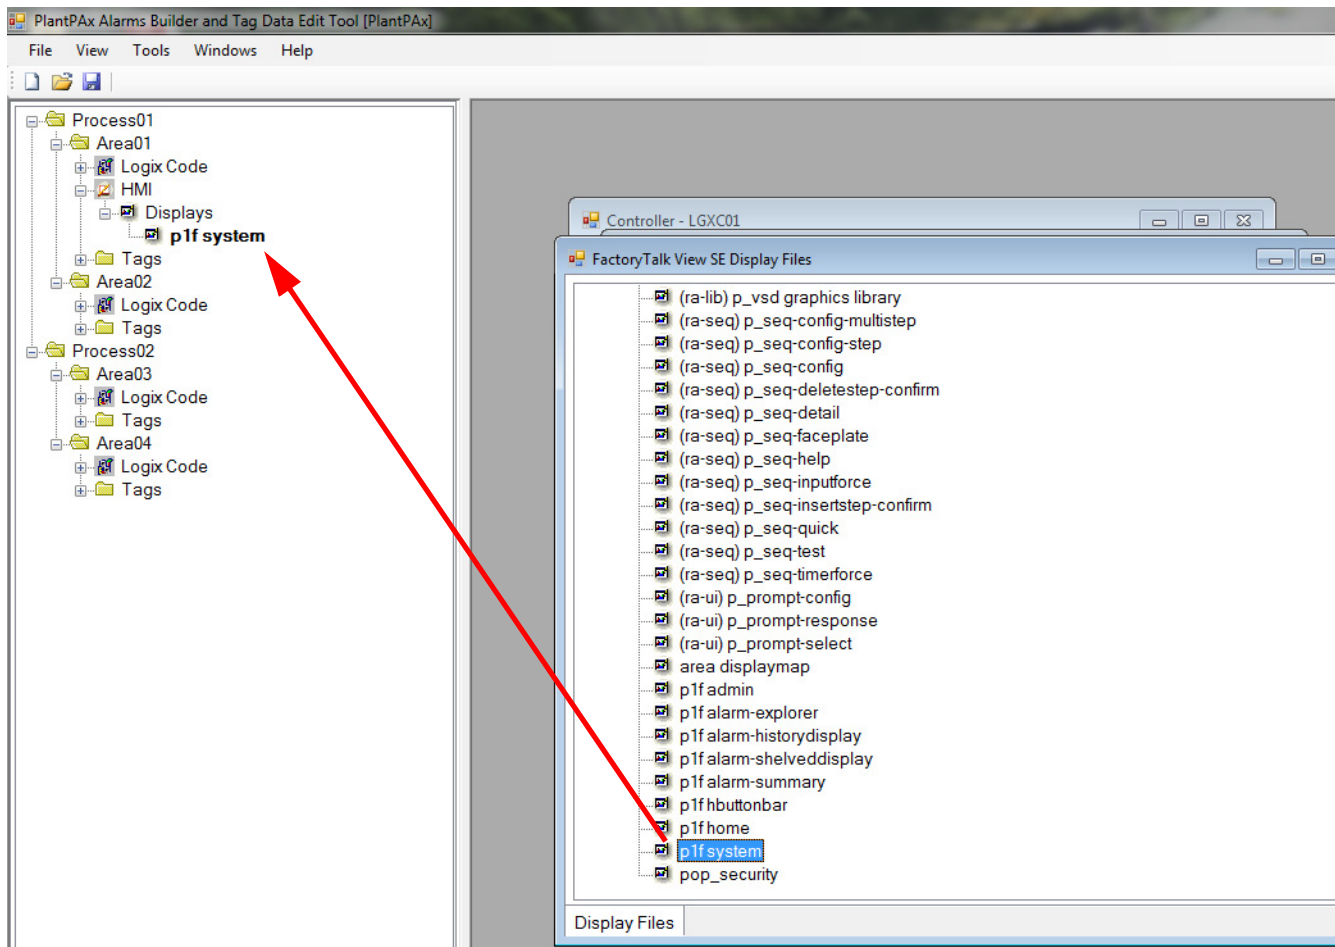 PlantPAx Alarms Builder and Tag Data Edit Tool [PlantPAx]
File View Tools Windows Help
Process01
Area01
Logix Code
HMI
Displays
p1f system
Tags
Area02
Logix Code
Tags
Process02
Area03
Logix Code
Tags
Area04
Logix Code
Tags
Controller - LGXC01
FactoryTalk View SE Display Files
(ra-lib) p_vsd graphics library
(ra-seq) p_seq-config-multistep
(ra-seq) p_seq-config-step
(ra-seq) p_seq-config
(ra-seq) p_seq-deletestep-confirm
(ra-seq) p_seq-detail
(ra-seq) p_seq-faceplate
(ra-seq) p_seq-help
(ra-seq) p_seq-inputforce
(ra-seq) p_seq-insertstep-confirm
(ra-seq) p_seq-quick
(ra-seq) p_seq-test
(ra-seq) p_seq-timerforce
(ra-ui) p_prompt-config
(ra-ui) p_prompt-response
(ra-ui) p_prompt-select
area displaymap
p1f admin
p1f alarm-explorer
p1f alarm-historydisplay
p1f alarm-shelveddisplay
p1f alarm-summary
p1f hbuttonbar
p1f home
p1f system
pop_security
Display Files